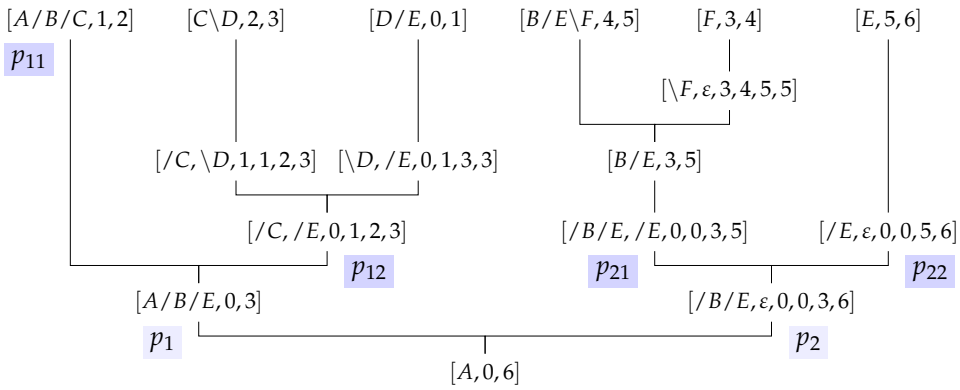 [A/B/C, 1, 2] [C\D, 2, 3] [D/E, 0, 1] [B/E\F, 4, 5] [F, 3, 4] [E, 5, 6]
p11
[\F, ε, 3, 4, 5, 5]
[/C, \D, 1, 1, 2, 3] [\D, /E, 0, 1, 3, 3] [B/E, 3, 5]
[/C, /E, 0, 1, 2, 3] [/B/E, /E, 0, 0, 3, 5] [/E, ε, 0, 0, 5, 6]
p12 p21 p22
[A/B/E, 0, 3] [/B/E, ε, 0, 0, 3, 6]
p1 p2
[A, 0, 6]